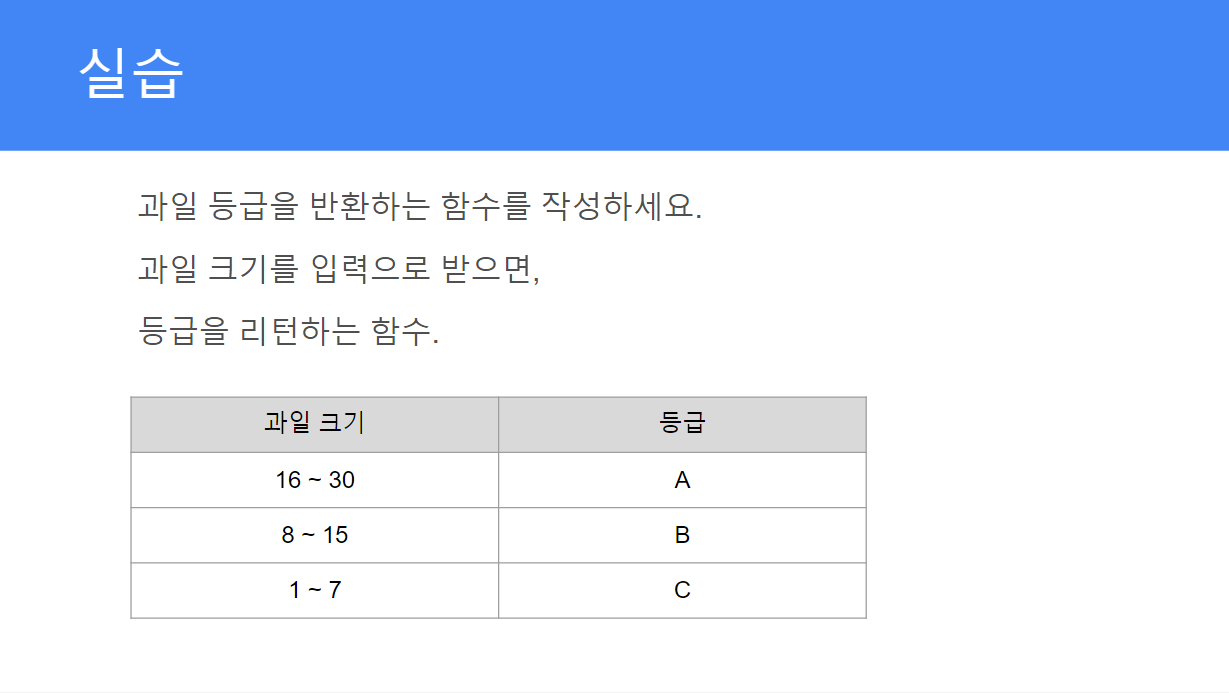 실습
과일 등급을 반환하는 함수를 작성하세요.
과일 크기를 입력으로 받으면,
등급을 리턴하는 함수.
과일 크기 등급
16 ~ 30 A
8 ~ 15 B
1 ~ 7 C